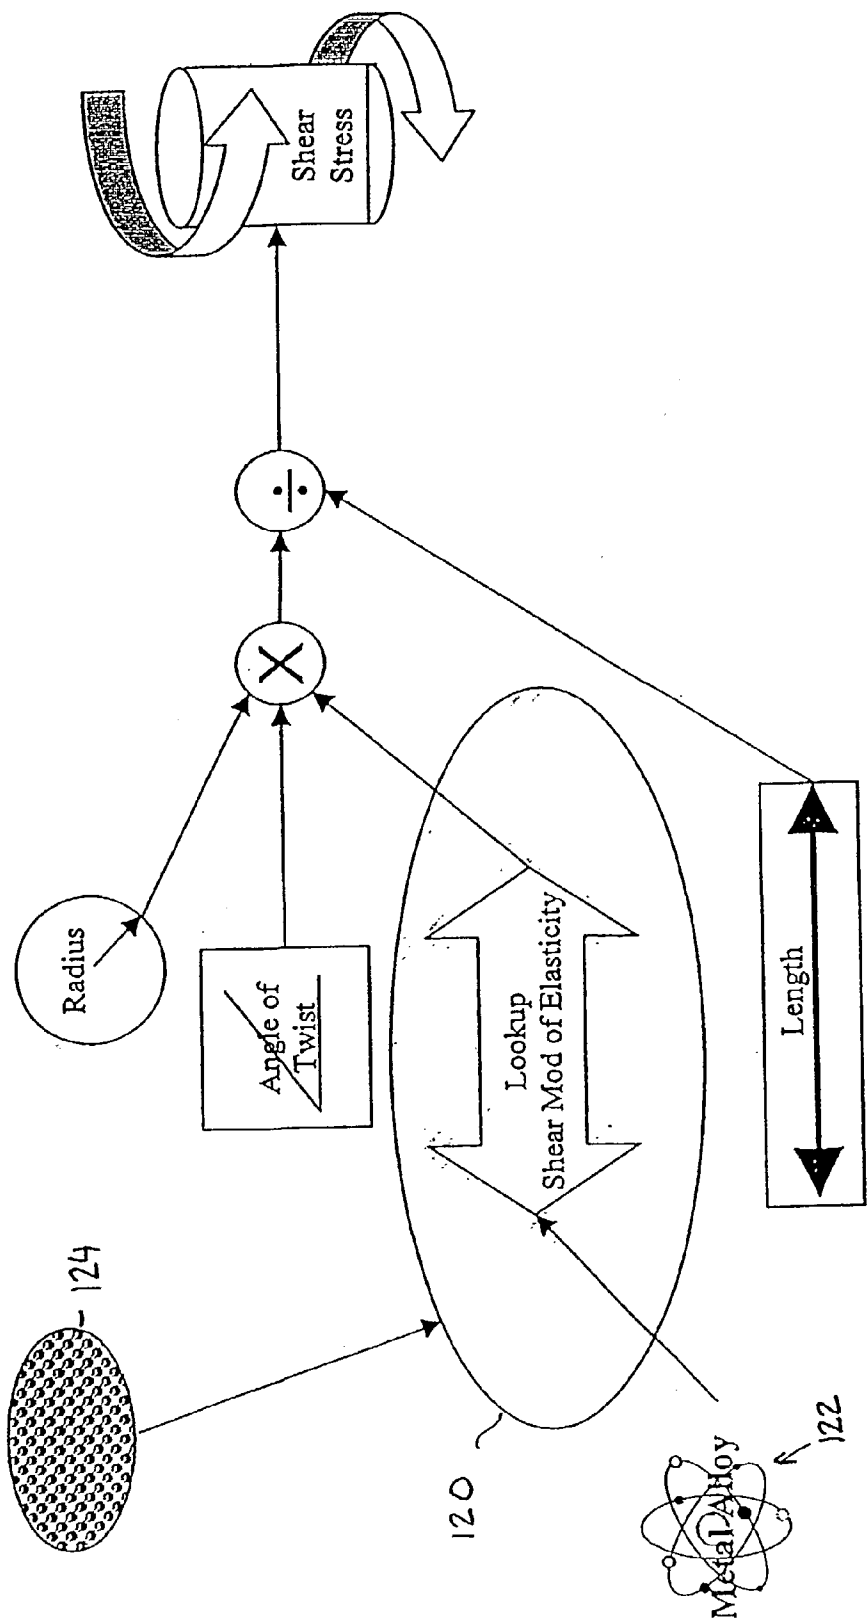 124
Radius
Angle of
Twist
X
÷
Shear
Stress
120
Lookup
Shear Mod of Elasticity
Metal Alloy
122
Length